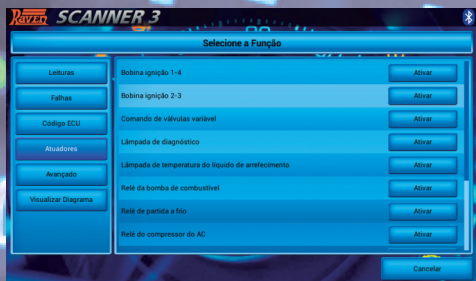 Raven SCANNER 3
Selecione a Função
Leituras
Falhas
Código ECU
Atuadores
Avançado
Visualizar Diagrama
Bobina ignição 1-4 Ativar
Bobina ignição 2-3 Ativar
Comando de válvulas variável Ativar
Lâmpada de diagnóstico Ativar
Lâmpada de temperatura do líquido de arrefecimento Ativar
Relé da bomba de combustível Ativar
Relé de partida a frio Ativar
Relé do compressor do AC Ativar
Cancelar